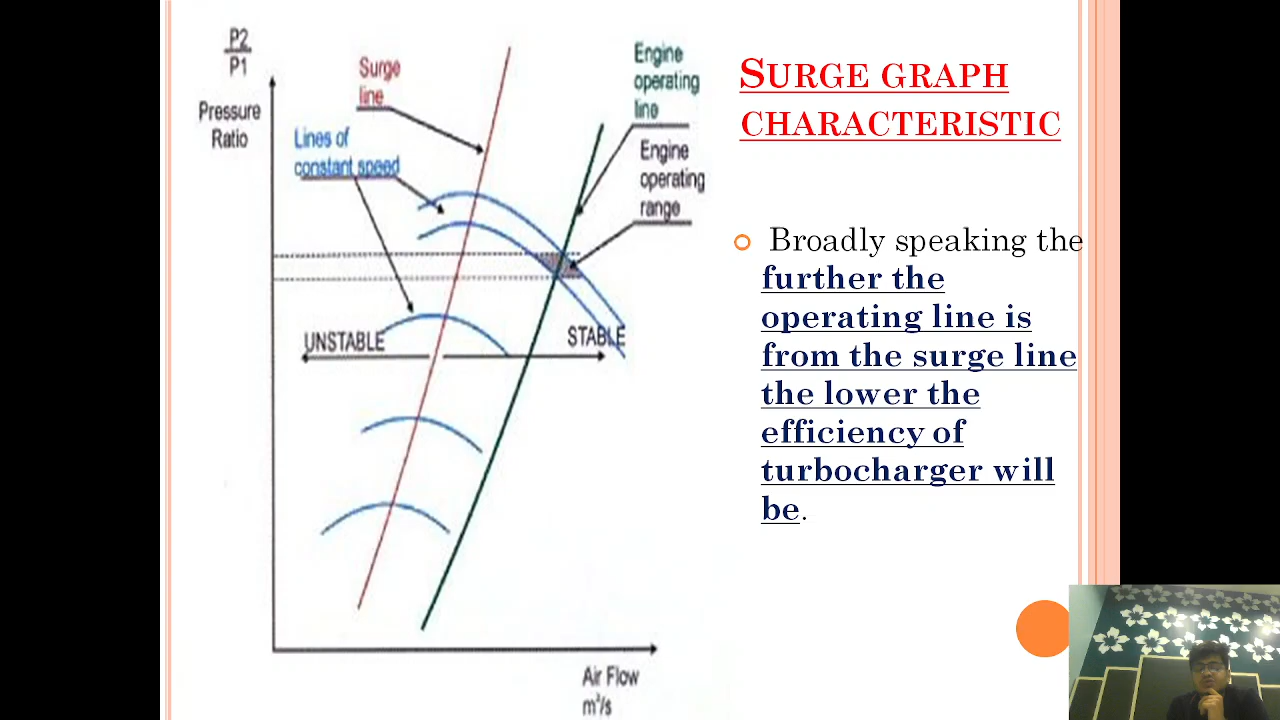 P2
P1
Pressure
Ratio
Surge
line
Lines of
constant speed
Engine
operating
line
Engine
operating
range
UNSTABLE
STABLE
Air Flow
m³/s
SURGE GRAPH
CHARACTERISTIC
Broadly speaking the
further the
operating line is
from the surge line
the lower the
efficiency of
turbocharger will
be.